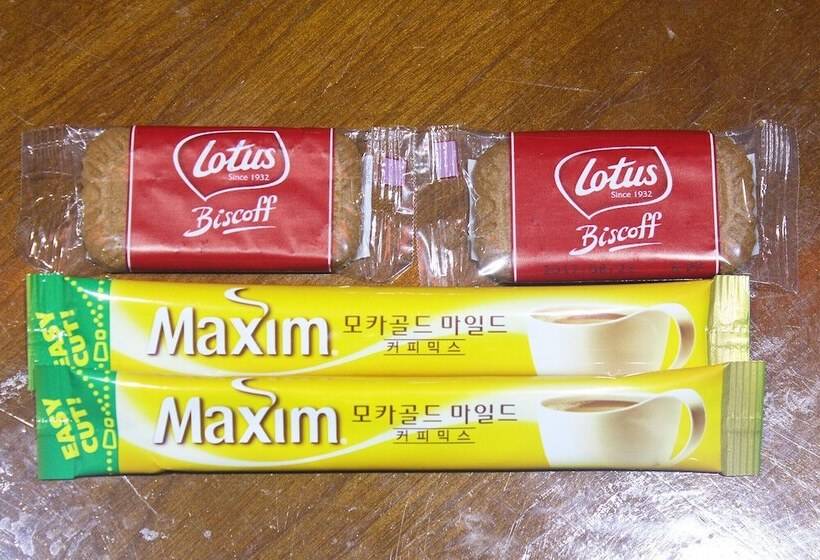 Lotus
Since 1932
Biscoff
Lotus
Since 1932
Biscoff
EASY
CUT!
Maxim 모카골드 마일드
커피믹스
EASY
CUT!
Maxim 모카골드 마일드
커피믹스